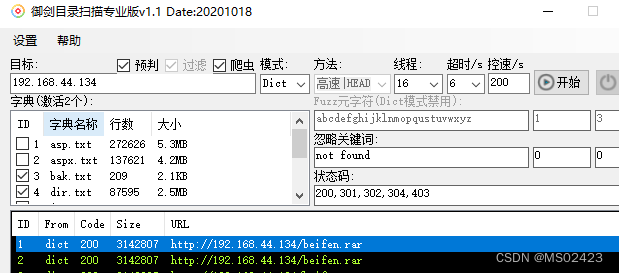 御剑目录扫描专业版v1.1 Date:20201018
设置 帮助
目标: 预判 过滤 爬虫 模式: 方法: 线程: 超时/s 控速/s
192.168.44.134 Dict 高速|HEAD 16 6 200 开始
字典(激活2个): Fuzz元字符(Dict模式禁用):
ID 字典名称 行数 大小 abcdefghijklnmopqustuvwxyz 1 3
1 asp.txt 272626 5.3MB 忽略关键词:
2 aspx.txt 137621 4.2MB not found 0 0
3 bak.txt 209 2.1KB 状态码:
4 dir.txt 87595 2.5MB 200,301,302,304,403
ID From Code Size URL
1 dict 200 3142807 http://192.168.44.134/beifen.rar
2 dict 200 3142807 http://192.168.44.134/beifen.rar
CSDN @MS02423